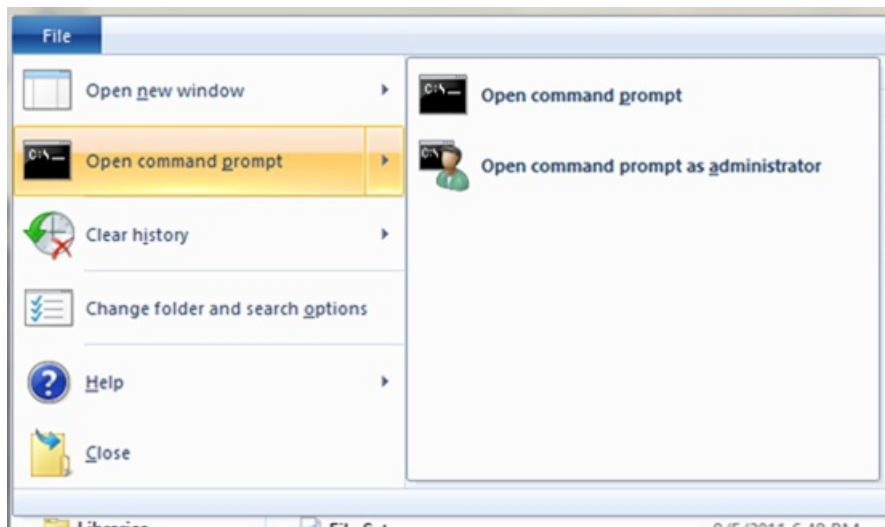 File
Open new window
Open command prompt
Clear history
Change folder and search options
Help
Close
C:\
Open command prompt
C:\
Open command prompt as administrator